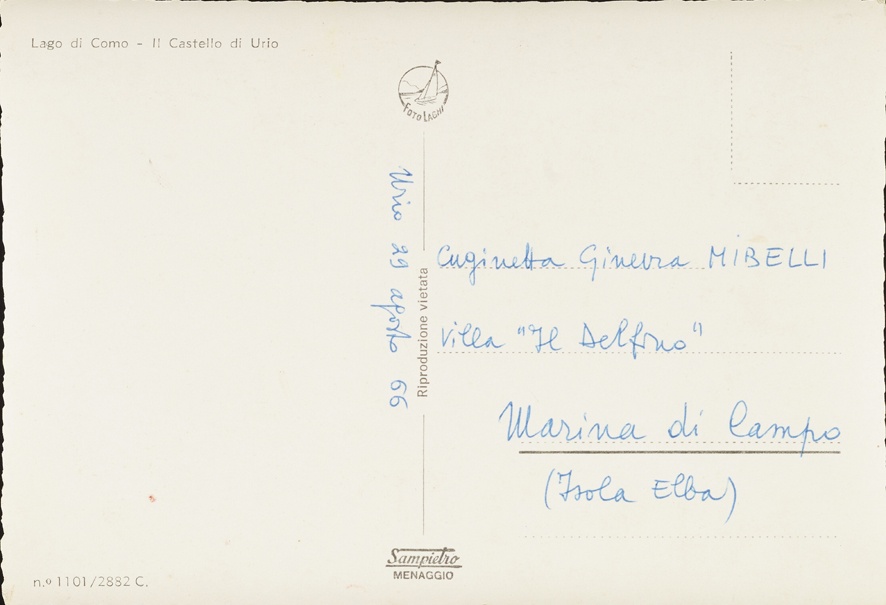 Lago di Como - Il Castello di Urio
FOTO LAGHI
Urio 29 agosto 66
Riproduzione vietata
Cuginetta Ginevra MIBELLI
Villa "Il Delfino"
Marina di Campo
(Isola Elba)
Sampietro
MENAGGIO
n.º 1101/2882 C.